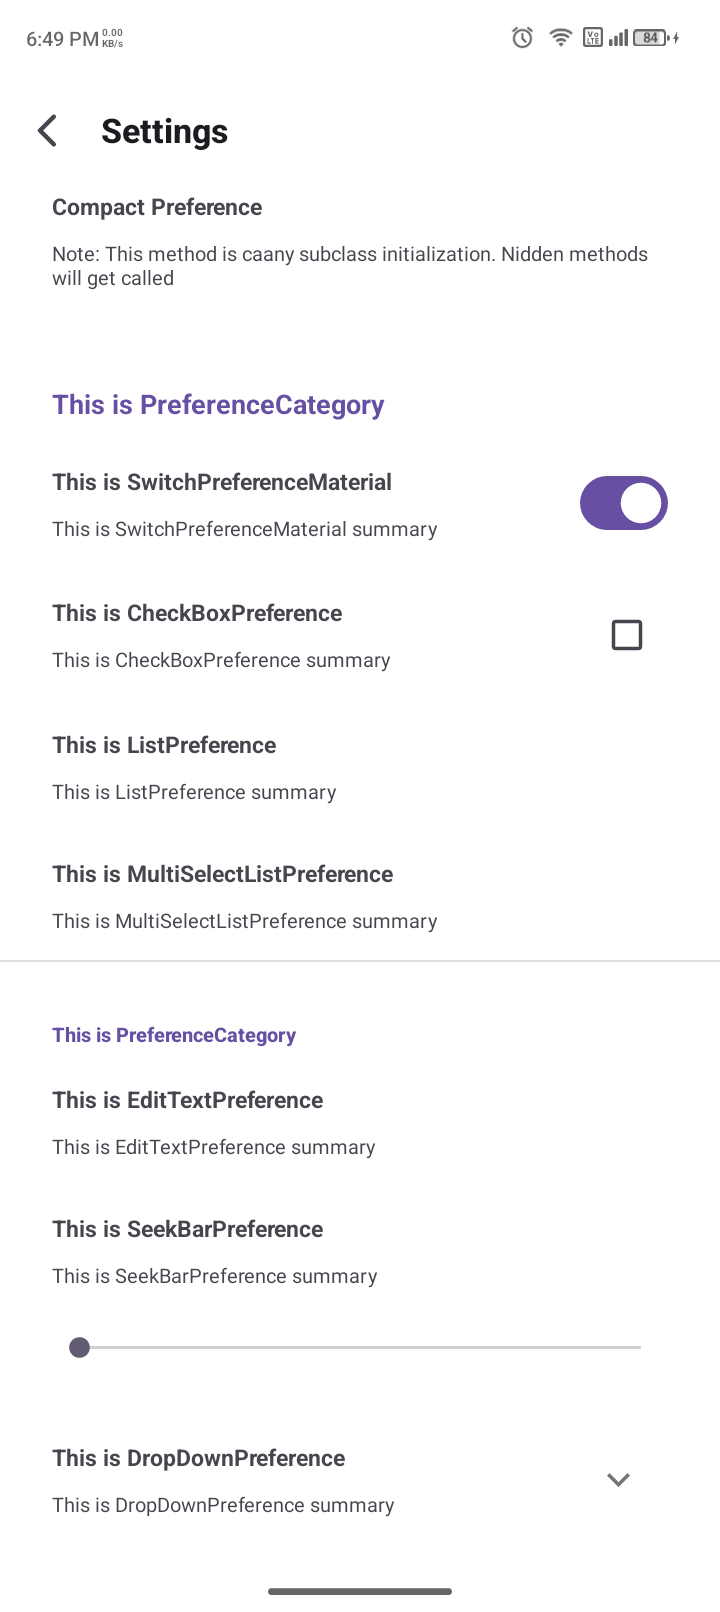 6:49 PM 0.00 KB/s Vo LTE 84
Settings
Compact Preference
Note: This method is caany subclass initialization. Nidden methods
will get called
This is PreferenceCategory
This is SwitchPreferenceMaterial
This is SwitchPreferenceMaterial summary
This is CheckBoxPreference
This is CheckBoxPreference summary
This is ListPreference
This is ListPreference summary
This is MultiSelectListPreference
This is MultiSelectListPreference summary
This is PreferenceCategory
This is EditTextPreference
This is EditTextPreference summary
This is SeekBarPreference
This is SeekBarPreference summary
This is DropDownPreference
This is DropDownPreference summary